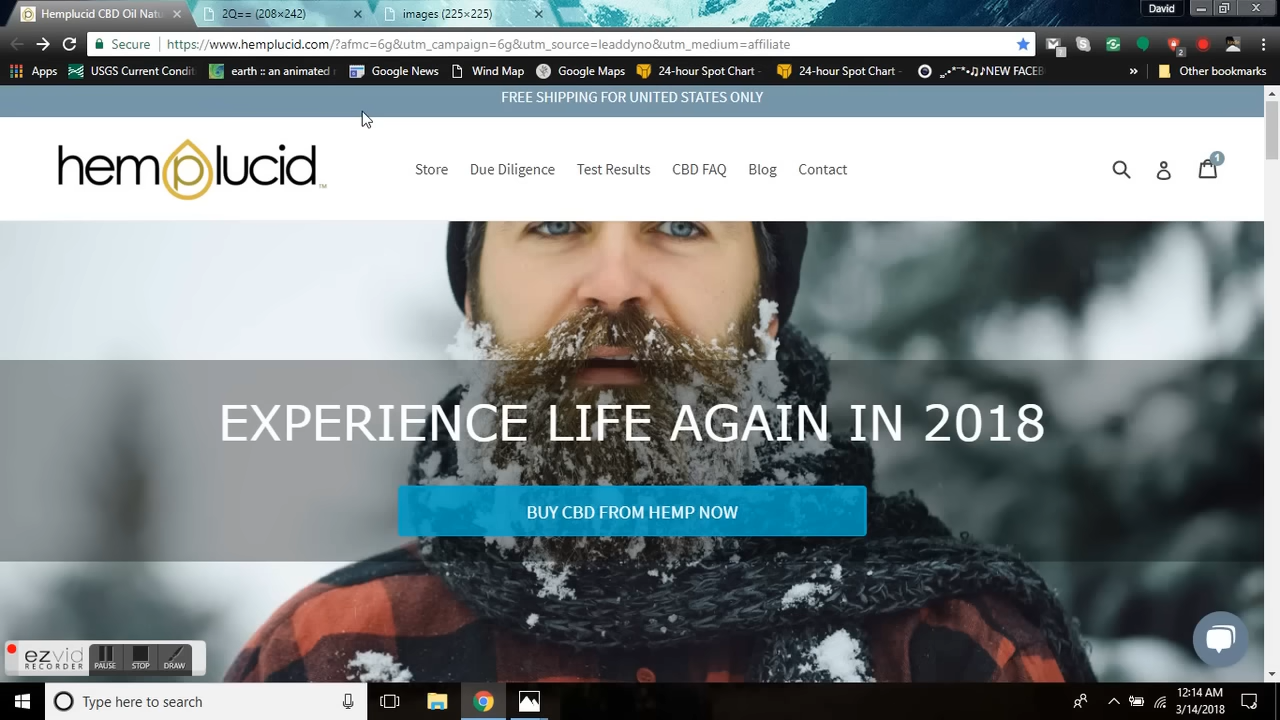 Hemplucid CBD Oil Natu
2Q== (208×242)
images (225×225)
David
Secure
https://www.hemplucid.com/?afmc=6g&utm_campaign=6g&utm_source=leaddyno&utm_medium=affiliate
1
2
Apps
USGS Current Condit
earth :: an animated
Google News
Wind Map
Google Maps
24-hour Spot Chart -
24-hour Spot Chart -
NEW FACEB
»
Other bookmarks
FREE SHIPPING FOR UNITED STATES ONLY
hemplucid™
Store
Due Diligence
Test Results
CBD FAQ
Blog
Contact
1
EXPERIENCE LIFE AGAIN IN 2018
BUY CBD FROM HEMP NOW
ezvid
RECORDER
PAUSE
STOP
DRAW
Type here to search
12:14 AM
3/14/2018